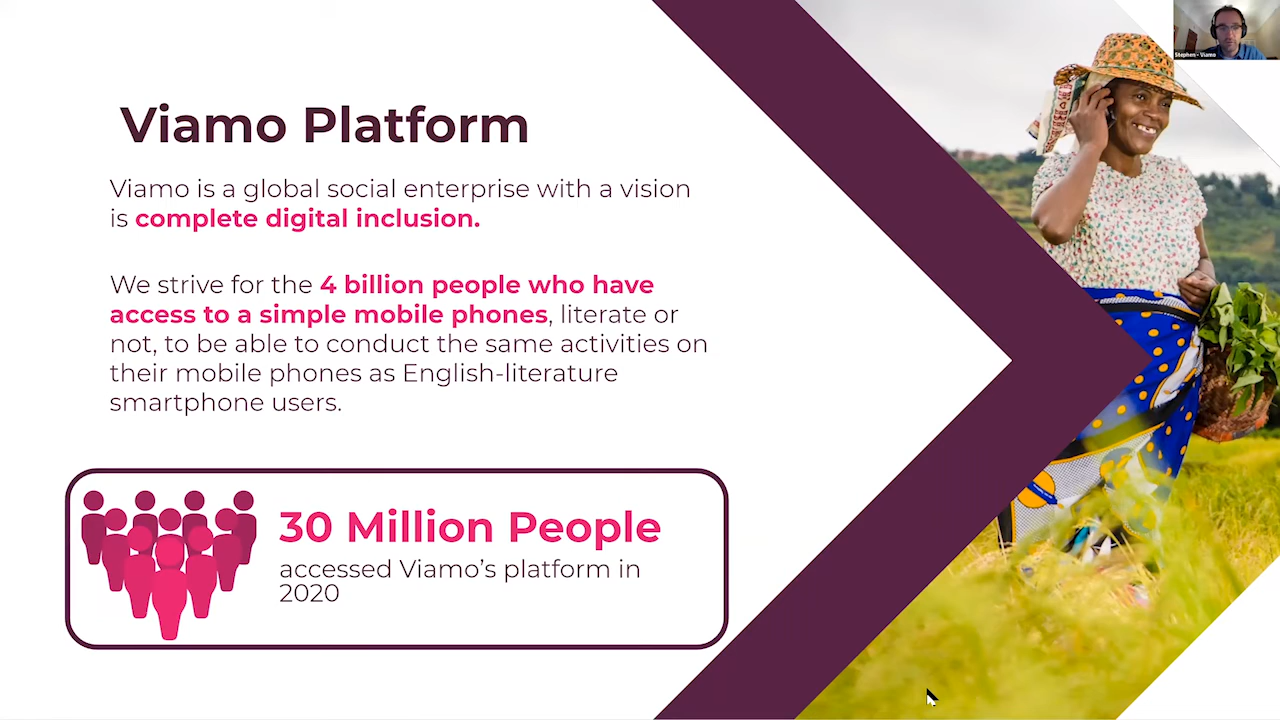 Viamo Platform
Viamo is a global social enterprise with a vision
is complete digital inclusion.
We strive for the 4 billion people who have
access to a simple mobile phones, literate or
not, to be able to conduct the same activities on
their mobile phones as English-literature
smartphone users.
30 Million People
accessed Viamo's platform in
2020
Stephen - Viamo